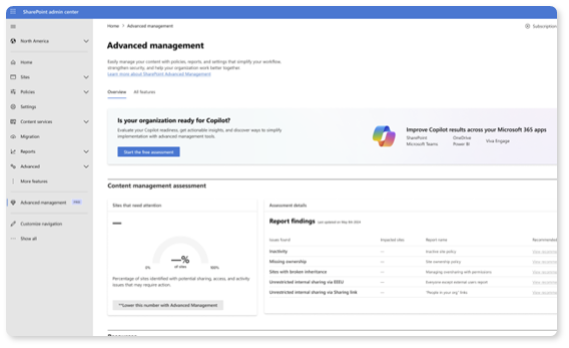 SharePoint admin center
North America
Home
Sites
Policies
Settings
Content services
Migration
Reports
Advanced
More features
Advanced management
Customize navigation
Show all
Home > Advanced management
Subscription
Advanced management
Easily manage your content with policies, reports, and settings that simplify your workflow,
strengthen security, and help your organization work better together.
Learn more about SharePoint Advanced Management
Overview All features
Is your organization ready for Copilot?
Evaluate your Copilot readiness, get actionable insights, and discover ways to simplify
implementation with advanced management tools.
Start the free assessment
Improve Copilot results across your Microsoft 365 apps
SharePoint OneDrive Viva Engage
Microsoft Teams Power BI
Content management assessment
Sites that need attention
—
—%
of sites
0% 100%
Percentage of sites identified with potential sharing, access, and activity
issues that may require action.
**Lower this number with Advanced Management
Assessment details
Report findings Last updated on May
Issues found Impacted sites Report name Recommended
Inactivity -- Inactive site policy
Missing ownership -- Site ownership policy
Sites with broken inheritance -- Managing oversharing with permissions
Unrestricted internal sharing via EEEU -- Everyone except external users report
Unrestricted internal sharing via Sharing link -- "People in your org" links